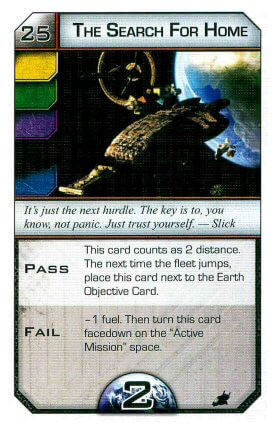 25 THE SEARCH FOR HOME
It's just the next hurdle. The key is to, you
know, not panic. Just trust yourself. — Slick
PASS
This card counts as 2 distance.
The next time the fleet jumps,
place this card next to the Earth
Objective Card.
FAIL
–1 fuel. Then turn this card
facedown on the “Active
Mission” space.
2